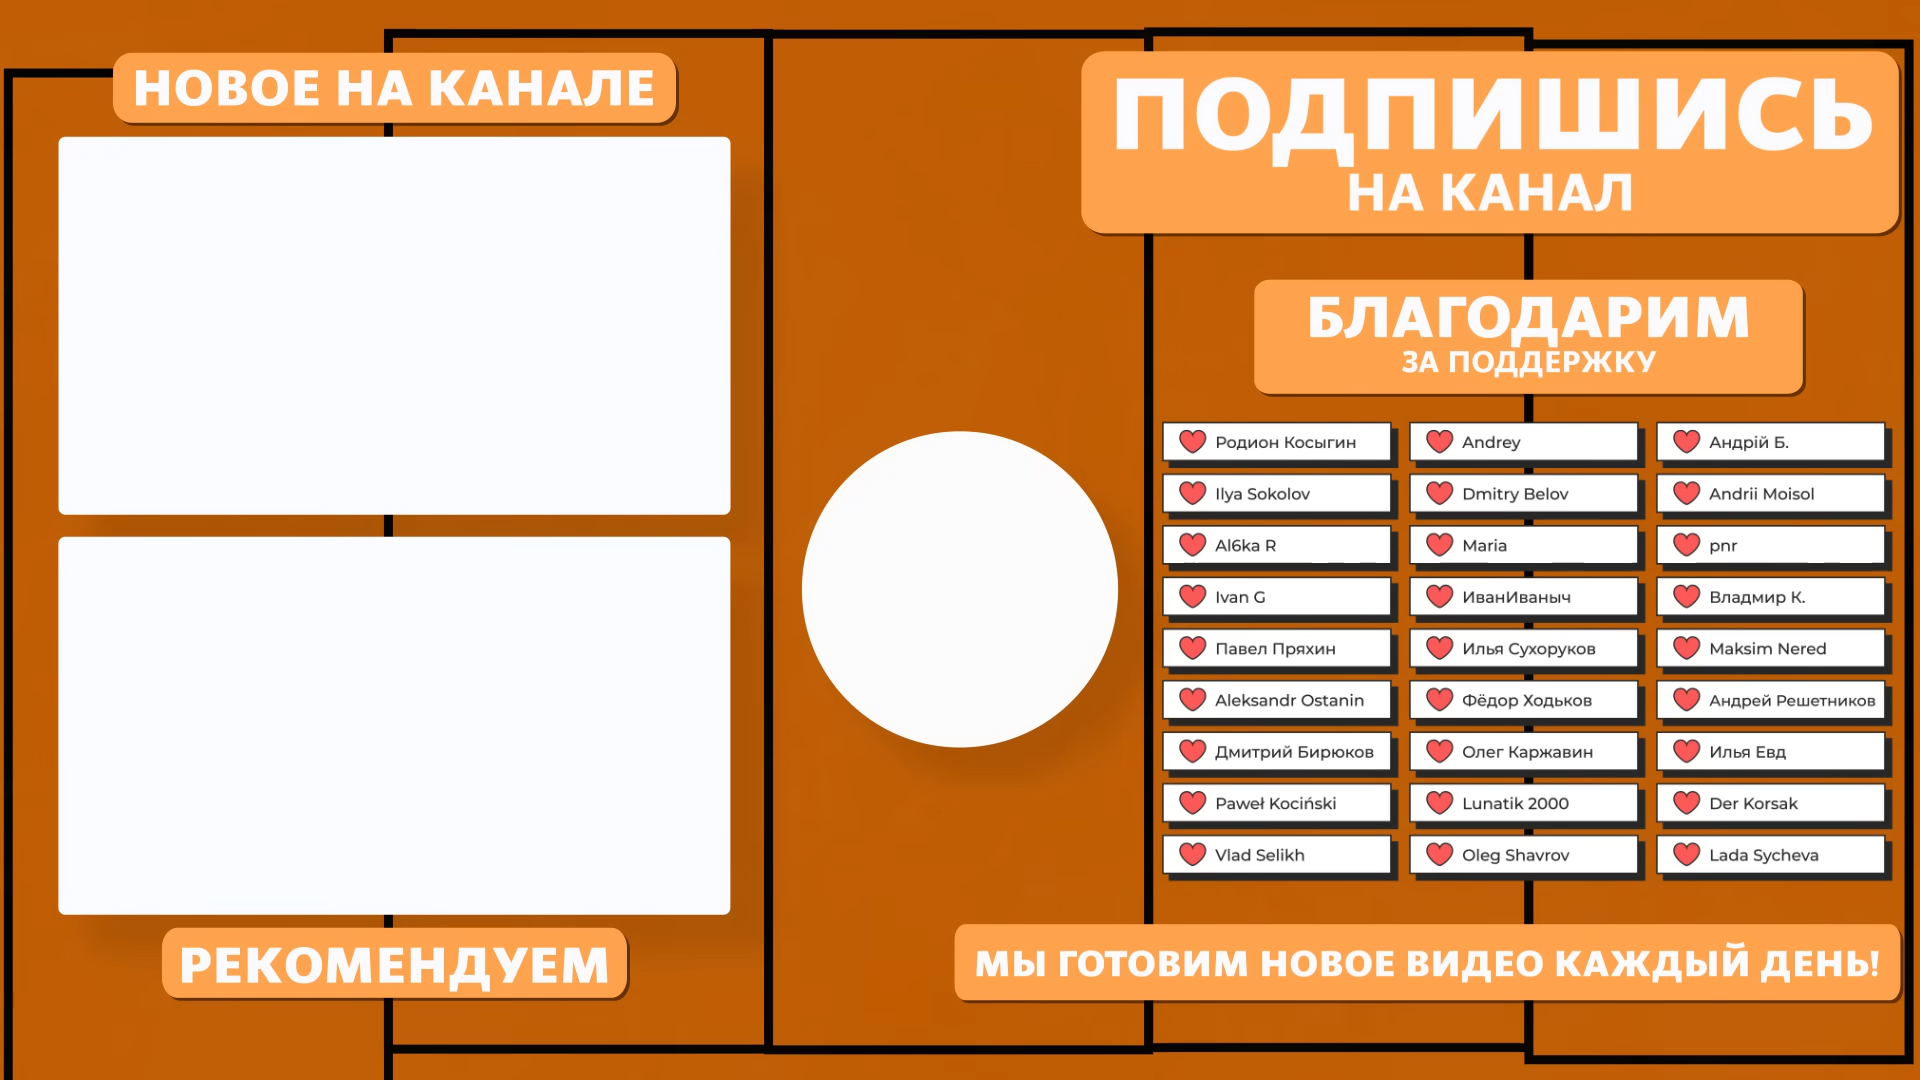 НОВОЕ НА КАНАЛЕ
РЕКОМЕНДУЕМ
ПОДПИШИСЬ
НА КАНАЛ
БЛАГОДАРИМ
ЗА ПОДДЕРЖКУ
Родион Косыгин
Andrey
Андрій Б.
Ilya Sokolov
Dmitry Belov
Andrii Moisol
Al6ka R
Maria
pnr
Ivan G
ИванИваныч
Владмир К.
Павел Пряхин
Илья Сухоруков
Maksim Nered
Aleksandr Ostanin
Фёдор Ходьков
Андрей Решетников
Дмитрий Бирюков
Олег Каржавин
Илья Евд
Paweł Kociński
Lunatik 2000
Der Korsak
Vlad Selikh
Oleg Shavrov
Lada Sycheva
МЫ ГОТОВИМ НОВОЕ ВИДЕО КАЖДЫЙ ДЕНЬ!